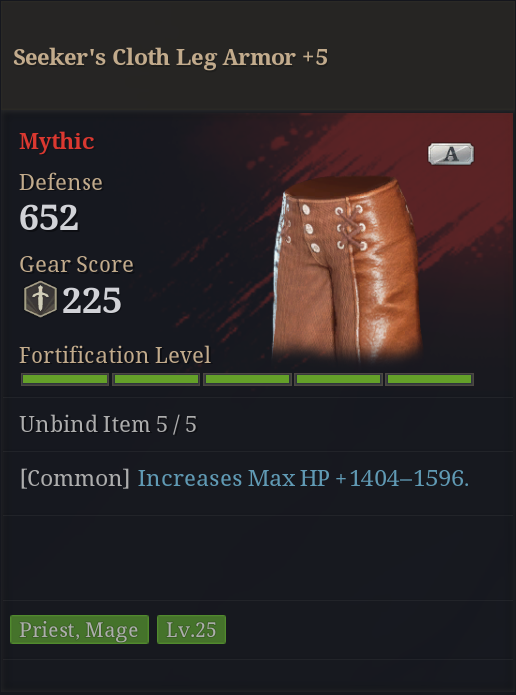 Seeker's Cloth Leg Armor +5
Mythic
A
Defense
652
Gear Score
225
Fortification Level
Unbind Item 5 / 5
[Common] Increases Max HP +1404–1596.
Priest, Mage Lv.25